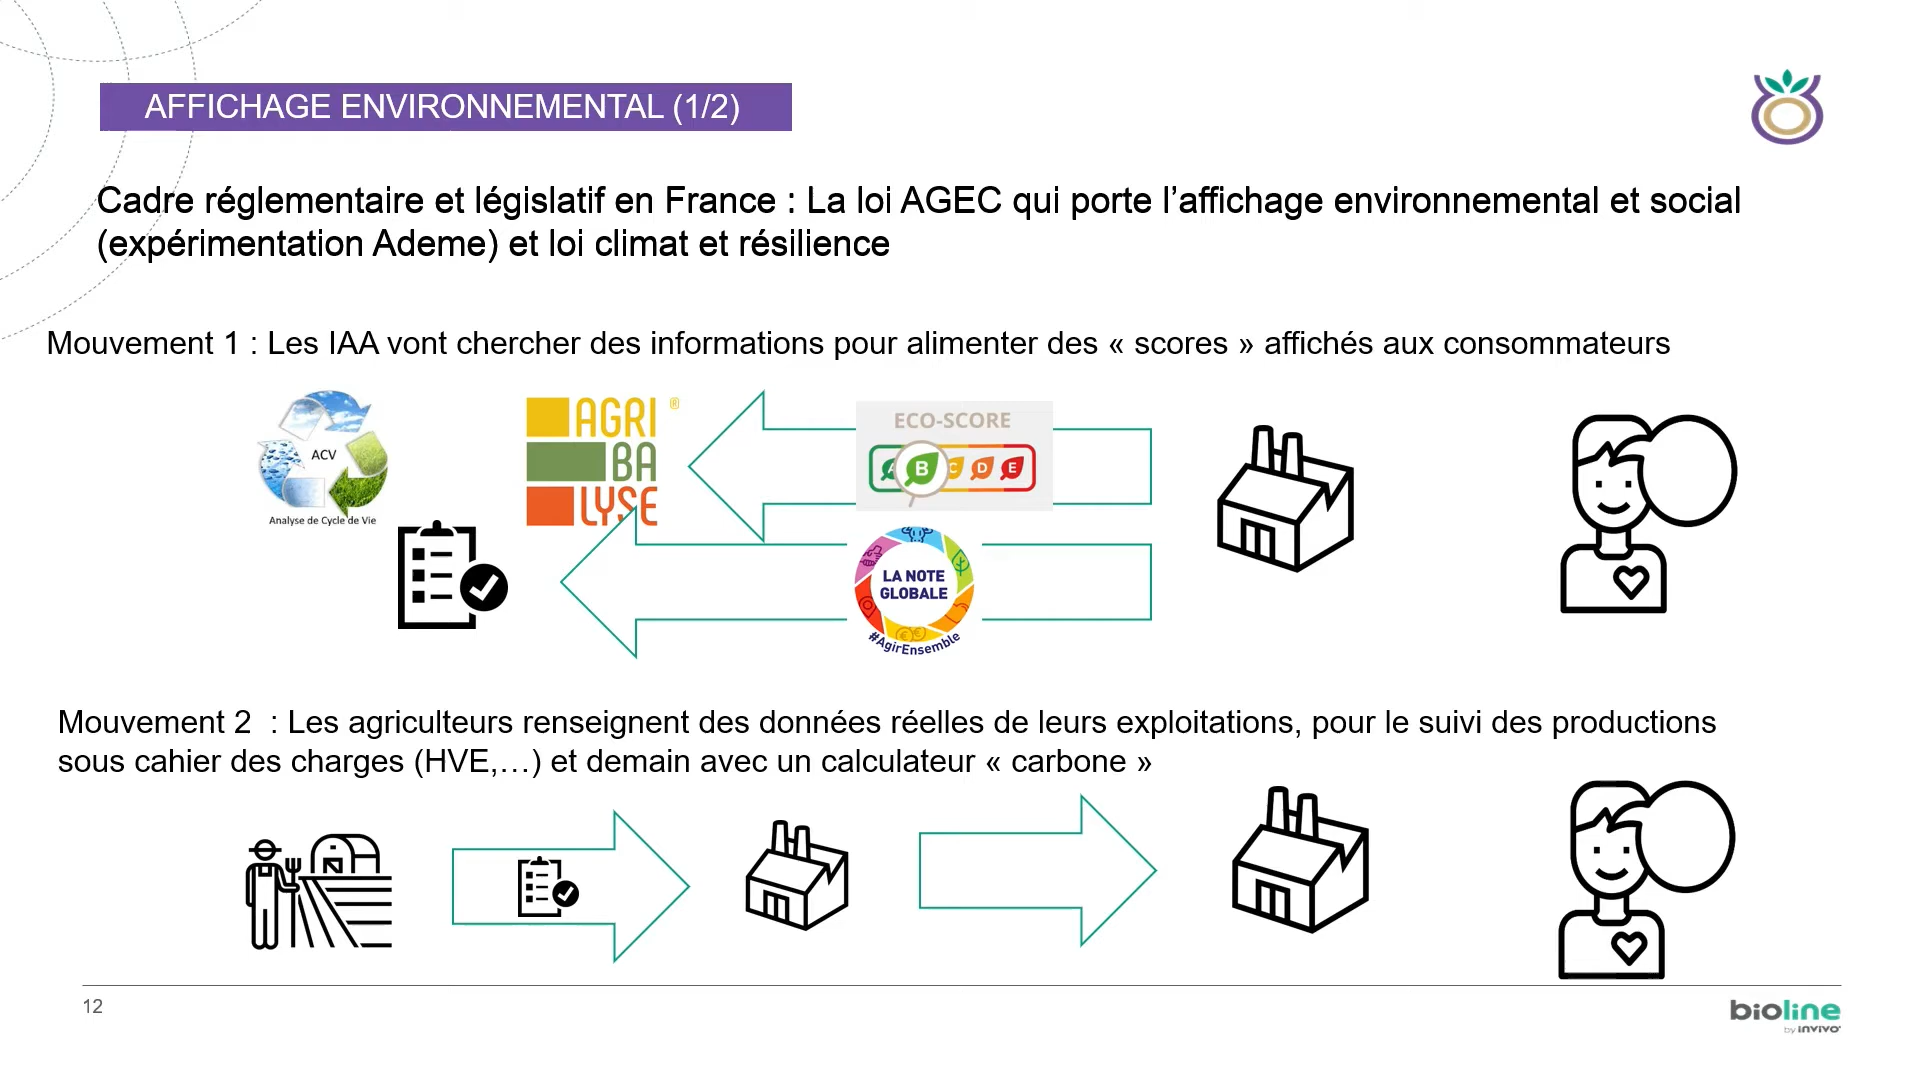 AFFICHAGE ENVIRONNEMENTAL (1/2)
Cadre réglementaire et législatif en France : La loi AGEC qui porte l’affichage environnemental et social
(expérimentation Ademe) et loi climat et résilience
Mouvement 1 : Les IAA vont chercher des informations pour alimenter des « scores » affichés aux consommateurs
ACV
Analyse de Cycle de Vie
AGRI ®
BA
LYSE
ECO-SCORE
A B C D E
LA NOTE
GLOBALE
#AgirEnsemble
Mouvement 2  : Les agriculteurs renseignent des données réelles de leurs exploitations, pour le suivi des productions
sous cahier des charges (HVE,…) et demain avec un calculateur « carbone »
12
bioline
by invivo